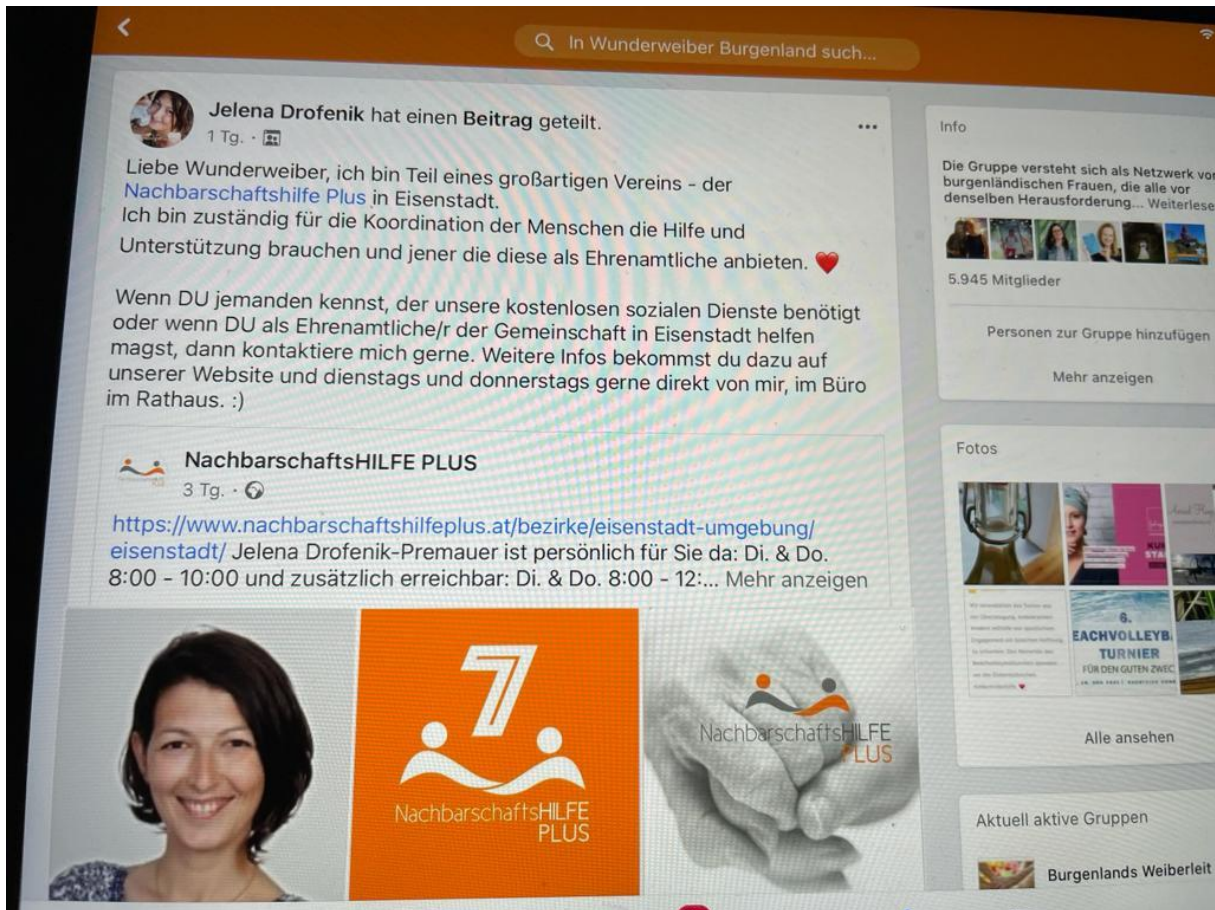 In Wunderweiber Burgenland such...
Jelena Drofenik hat einen Beitrag geteilt.
1 Tg. ·
Liebe Wunderweiber, ich bin Teil eines großartigen Vereins - der
Nachbarschaftshilfe Plus in Eisenstadt.
Ich bin zuständig für die Koordination der Menschen die Hilfe und
Unterstützung brauchen und jener die diese als Ehrenamtliche anbieten. ❤️
Wenn DU jemanden kennst, der unsere kostenlosen sozialen Dienste benötigt
oder wenn DU als Ehrenamtliche/r der Gemeinschaft in Eisenstadt helfen
magst, dann kontaktiere mich gerne. Weitere Infos bekommst du dazu auf
unserer Website und dienstags und donnerstags gerne direkt von mir, im Büro
im Rathaus. :)
NachbarschaftsHILFE PLUS
3 Tg. ·
https://www.nachbarschaftshilfeplus.at/bezirke/eisenstadt-umgebung/
eisenstadt/ Jelena Drofenik-Premauer ist persönlich für Sie da: Di. & Do.
8:00 - 10:00 und zusätzlich erreichbar: Di. & Do. 8:00 - 12:... Mehr anzeigen
7
NachbarschaftsHILFE
PLUS
NachbarschaftsHILFE
PLUS
Info
Die Gruppe versteht sich als Netzwerk von
burgenländischen Frauen, die alle vor
denselben Herausforderung... Weiterlese
5.945 Mitglieder
Personen zur Gruppe hinzufügen
Mehr anzeigen
Fotos
6.
EACHVOLLEYB
TURNIER
FÜR DEN GUTEN ZWEC
Alle ansehen
Aktuell aktive Gruppen
Burgenlands Weiberleit